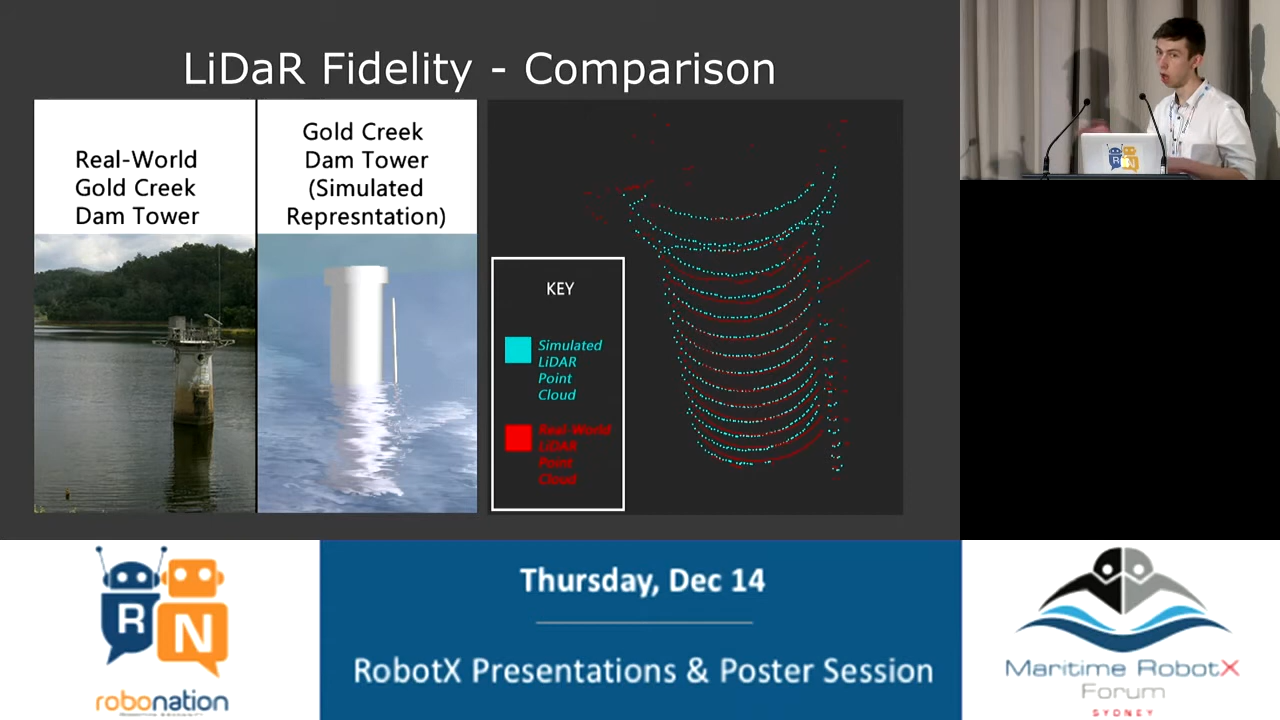 LiDaR Fidelity - Comparison
Real-World
Gold Creek
Dam Tower
Gold Creek
Dam Tower
(Simulated
Represntation)
KEY
Simulated
LiDAR
Point
Cloud
Real-World
LiDAR
Point
Cloud
R N
R N
robonation
Thursday, Dec 14
RobotX Presentations & Poster Session
Maritime RobotX
Forum
SYDNEY